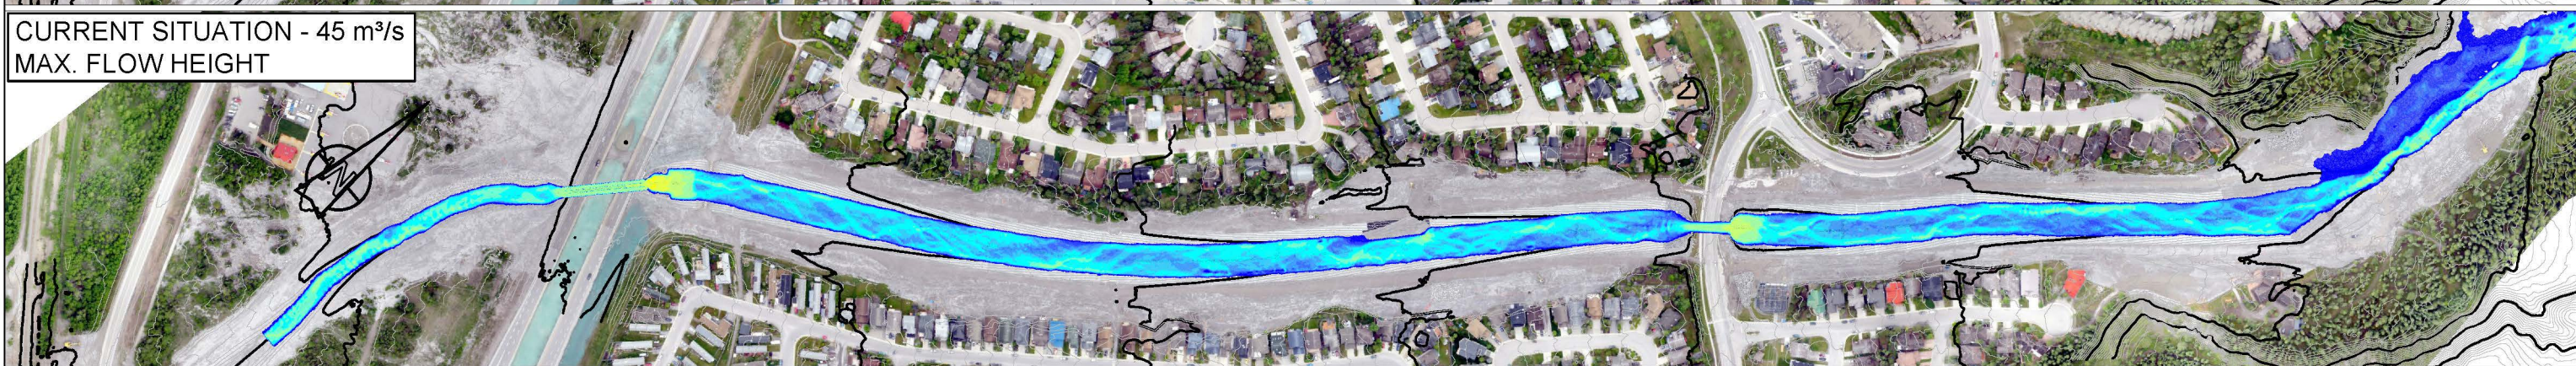 CURRENT SITUATION - 45 m³/s
MAX. FLOW HEIGHT